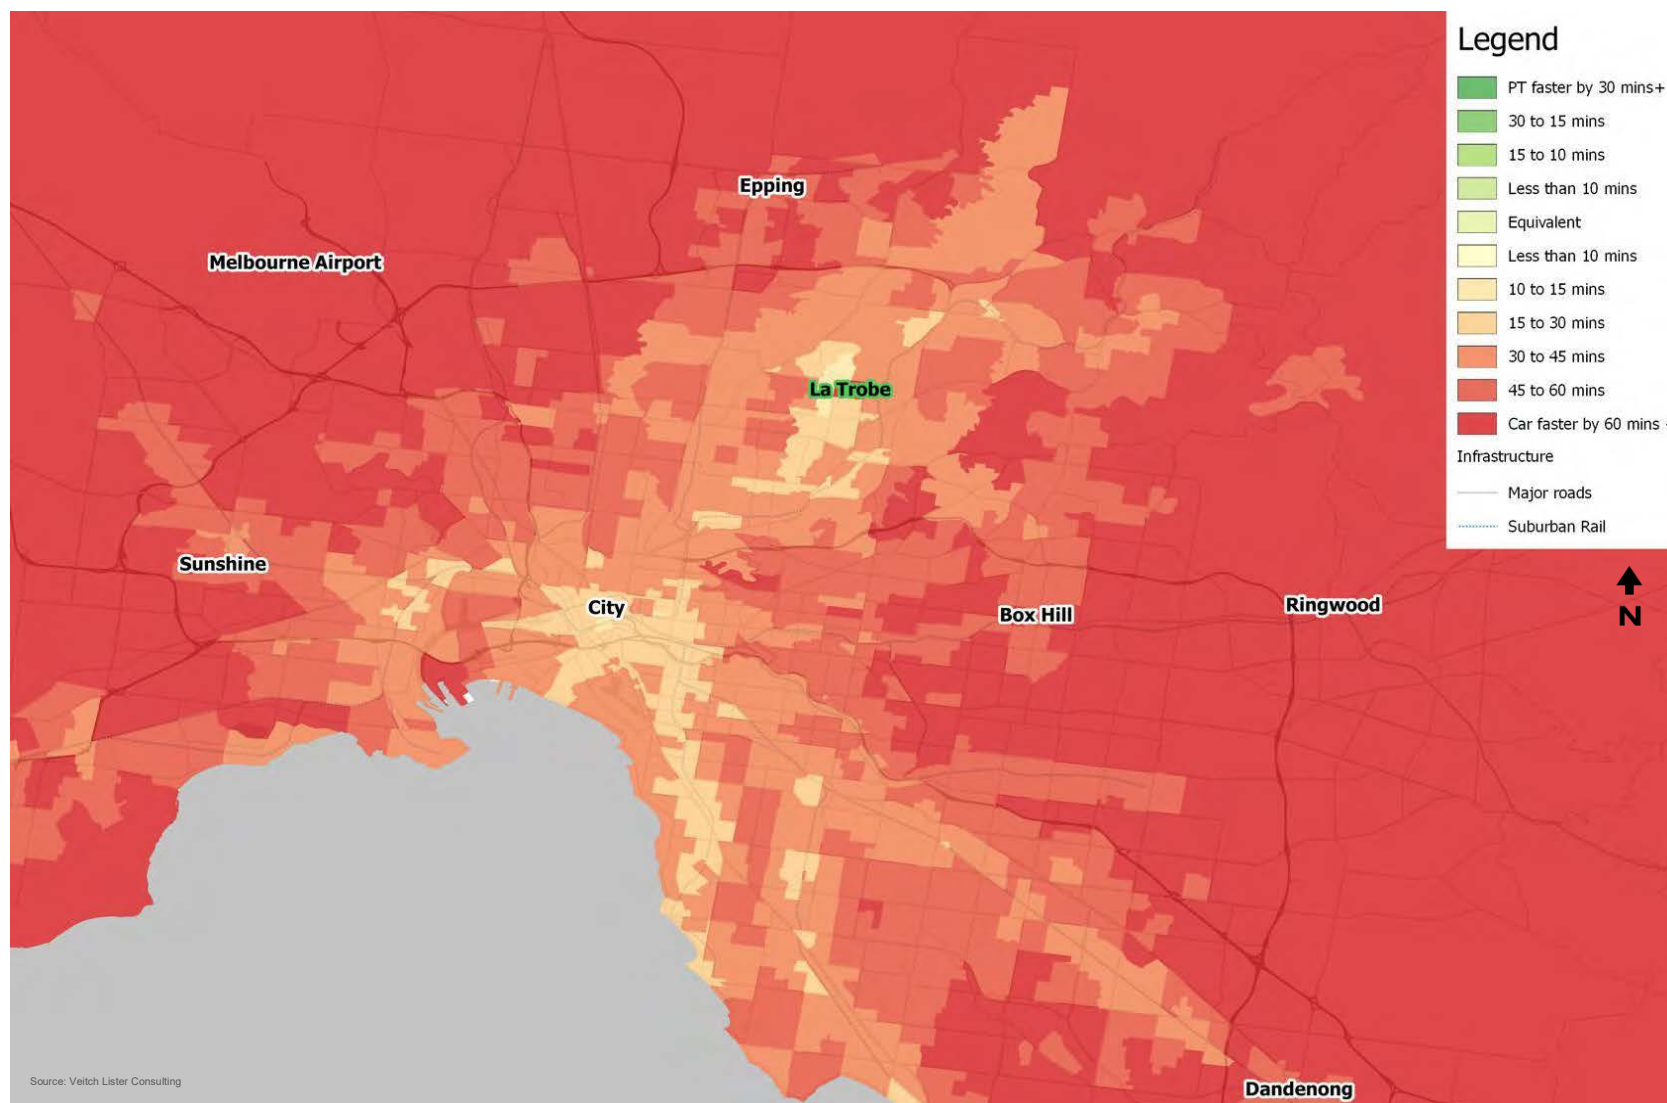 Legend
PT faster by 30 mins+
30 to 15 mins
15 to 10 mins
Less than 10 mins
Equivalent
Less than 10 mins
10 to 15 mins
15 to 30 mins
30 to 45 mins
45 to 60 mins
Car faster by 60 mins
Infrastructure
Major roads
Suburban Rail
N
Epping
Melbourne Airport
La Trobe
Sunshine
City
Box Hill
Ringwood
Dandenong
Source: Veitch Lister Consulting